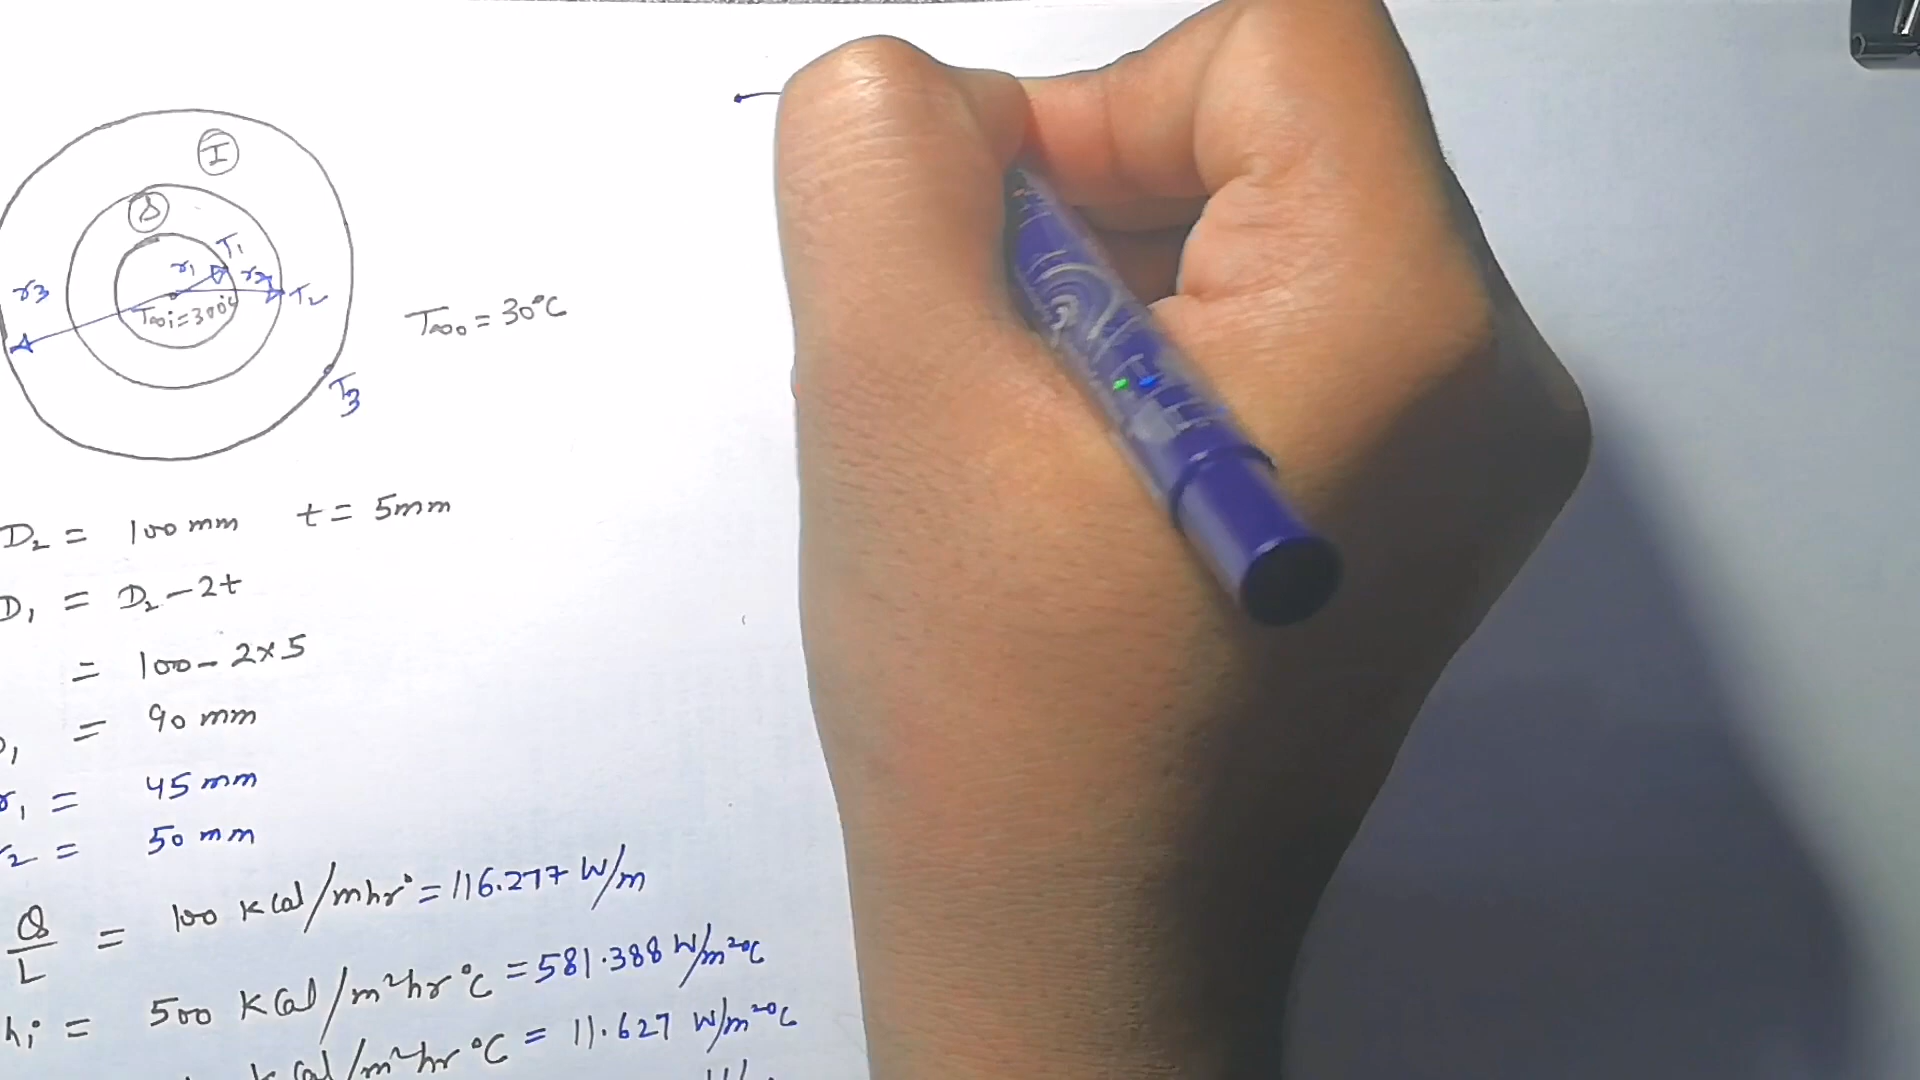 I
S
T₁
r₁
r₂
T₂
r₃
T∞i=300°C
T∞o = 30°C
T₃
D₂ = 100 mm t = 5mm
D₁ = D₂ - 2t
= 100 - 2×5
D₁ = 90 mm
r₁ = 45 mm
r₂ = 50 mm
Q/L = 100 kcal/mhr = 116.277 W/m
hᵢ = 500 kcal/m²hr°C = 581.388 W/m²°C
kcal/m²hr°C = 11.627 W/m²°C